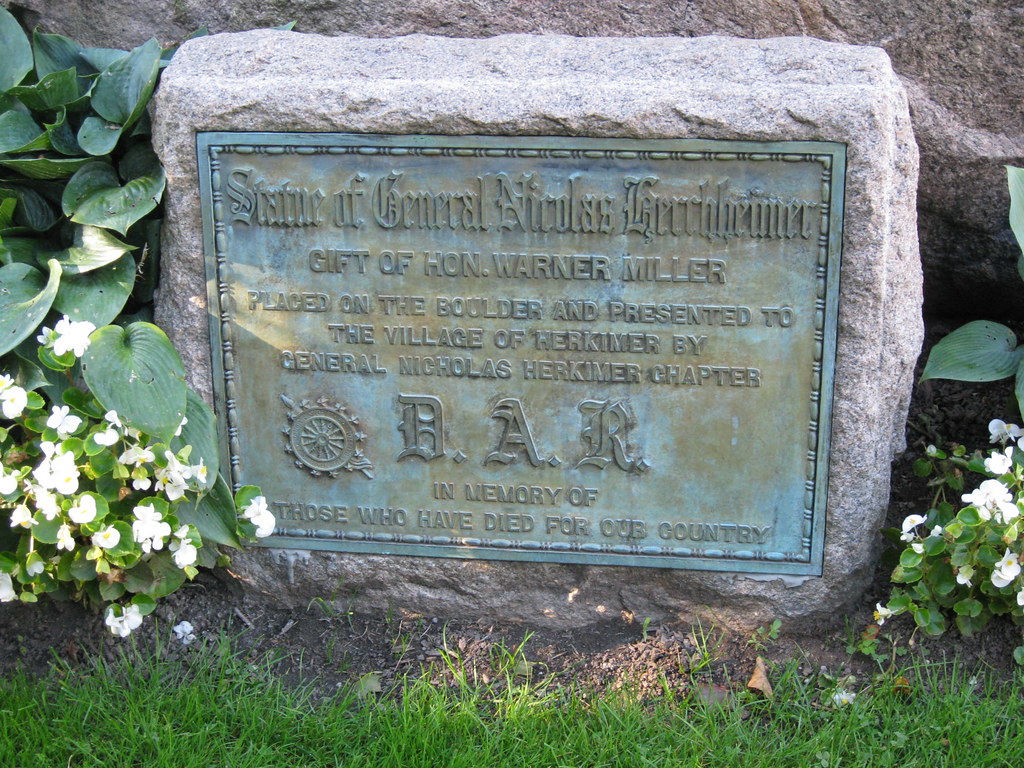 Statue of General Nicolas Herchheimer
GIFT OF HON. WARNER MILLER
PLACED ON THE BOULDER AND PRESENTED TO
THE VILLAGE OF HERKIMER BY
GENERAL NICHOLAS HERKIMER CHAPTER
D.A.R.
IN MEMORY OF
THOSE WHO HAVE DIED FOR OUR COUNTRY